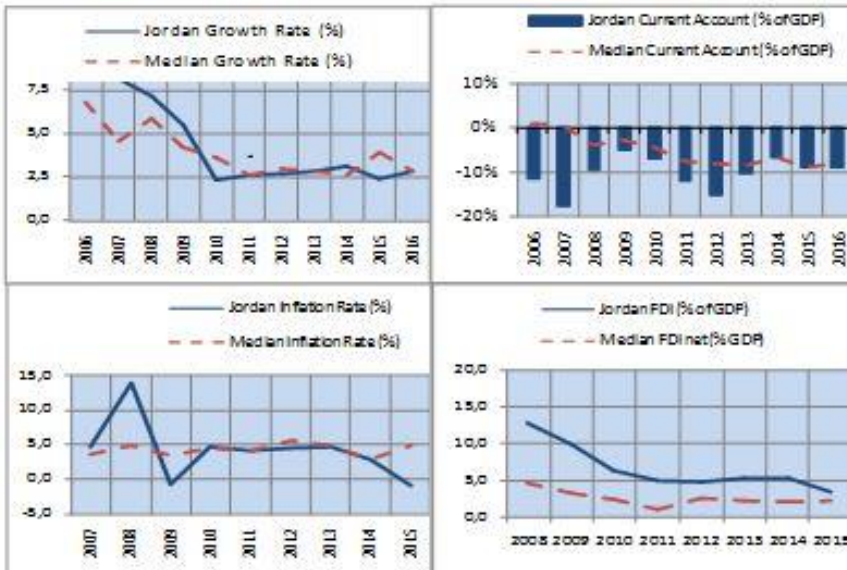 Jordan Growth Rate (%)
Median Growth Rate (%)
7,5
5,0
2,5
0,0
2006 2007 2008 2009 2010 2011 2012 2013 2014 2015 2016
Jordan Current Account (% of GDP)
Median Current Account (% of GDP)
10%
0%
-10%
-20%
2006 2007 2008 2009 2010 2011 2012 2013 2014 2015 2016
Jordan Inflation Rate (%)
Median Inflation Rate (%)
15,0
10,0
5,0
0,0
-5,0
2007 2008 2009 2010 2011 2012 2013 2014 2015
Jordan FDI (% of GDP)
Median FDI net (% GDP)
20,0
15,0
10,0
5,0
0,0
2008 2009 2010 2011 2012 2013 2014 2015